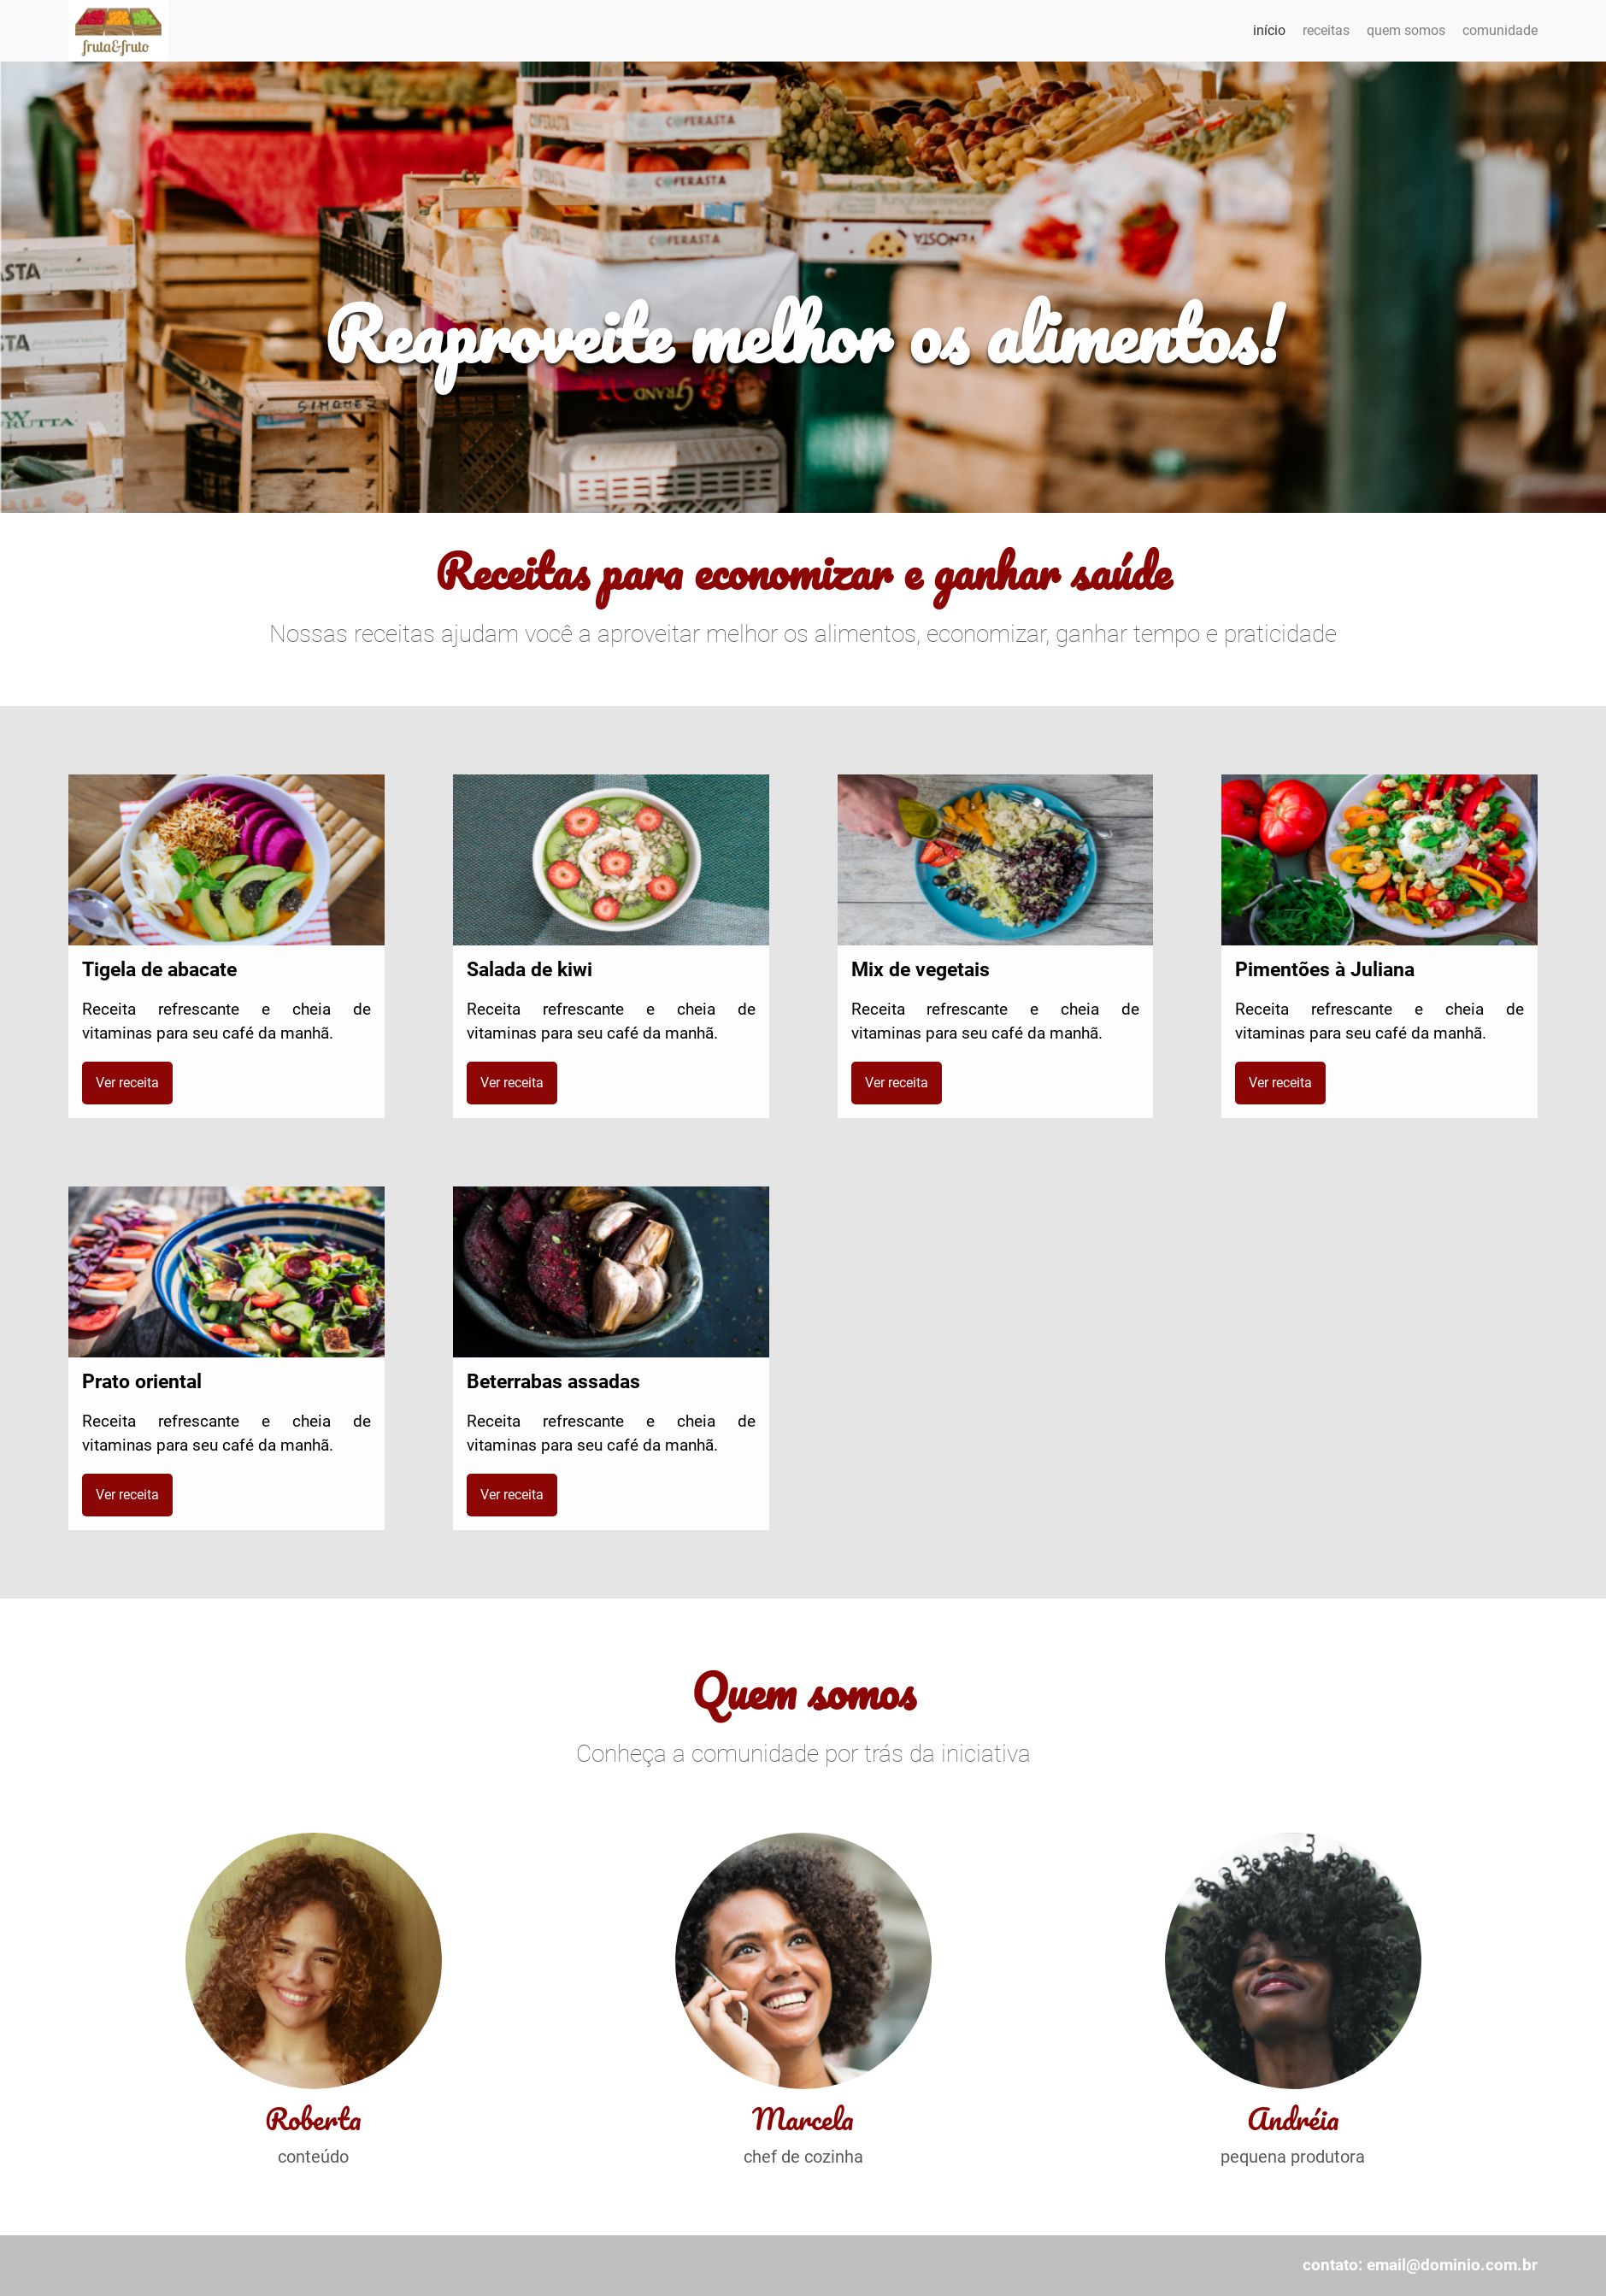 fruta&fruto
início receitas quem somos comunidade
COFERASTA
COFERASTA
COFERASTA
Reaproveite melhor os alimentos!
SIMONEZ
GRAND
Receitas para economizar e ganhar saúde
Nossas receitas ajudam você a aproveitar melhor os alimentos, economizar, ganhar tempo e praticidade
Tigela de abacate
Receita refrescante e cheia de
vitaminas para seu café da manhã.
Ver receita
Salada de kiwi
Receita refrescante e cheia de
vitaminas para seu café da manhã.
Ver receita
Mix de vegetais
Receita refrescante e cheia de
vitaminas para seu café da manhã.
Ver receita
Pimentões à Juliana
Receita refrescante e cheia de
vitaminas para seu café da manhã.
Ver receita
Prato oriental
Receita refrescante e cheia de
vitaminas para seu café da manhã.
Ver receita
Beterrabas assadas
Receita refrescante e cheia de
vitaminas para seu café da manhã.
Ver receita
Quem somos
Conheça a comunidade por trás da iniciativa
Roberta
conteúdo
Marcela
chef de cozinha
Andréia
pequena produtora
contato: email@dominio.com.br